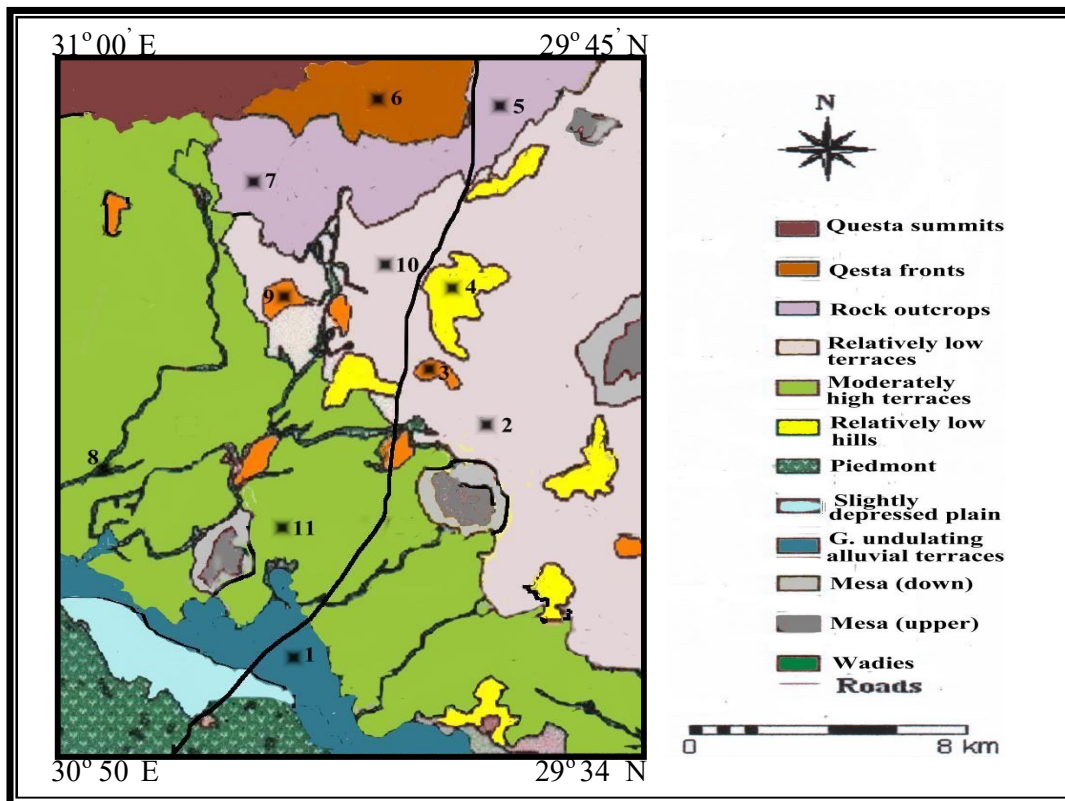 31° 00' E
29° 45' N
6
5
7
10
9
4
3
2
8
11
1
30° 50 E
29° 34 N
N
Questa summits
Qesta fronts
Rock outcrops
Relatively low
terraces
Moderately
high terraces
Relatively low
hills
Piedmont
Slightly
depressed plain
G. undulating
alluvial terraces
Mesa (down)
Mesa (upper)
Wadies
Roads
0 8 km